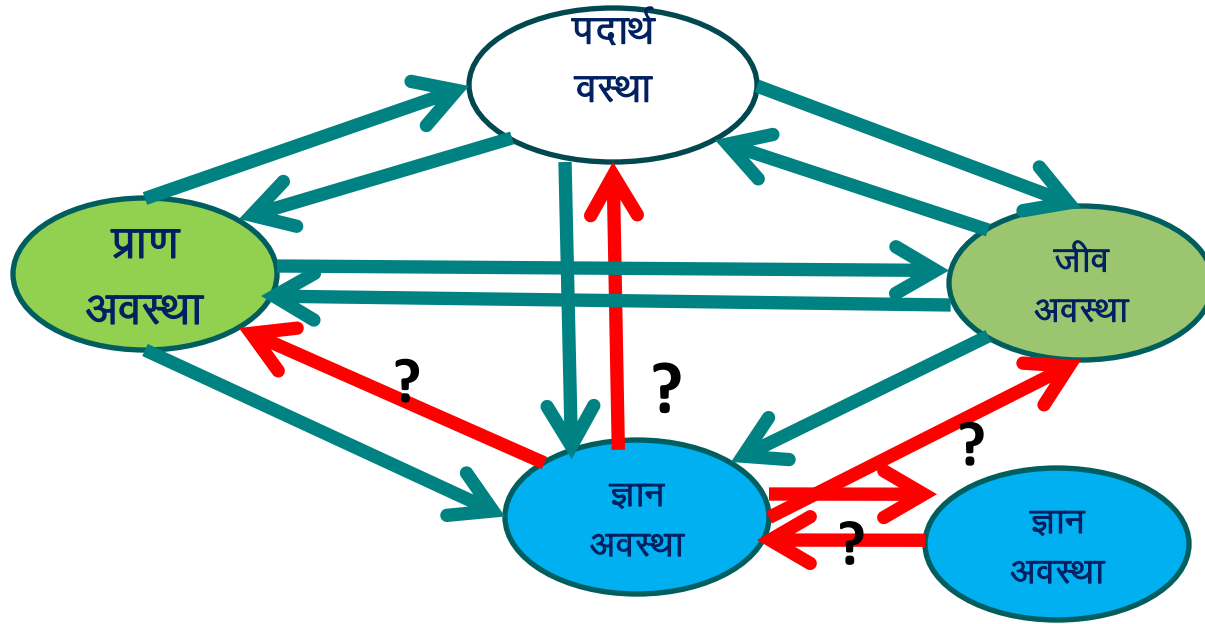 पदार्थ
वस्था
प्राण
अवस्था
जीव
अवस्था
?
?
?
ज्ञान
अवस्था
?
ज्ञान
अवस्था